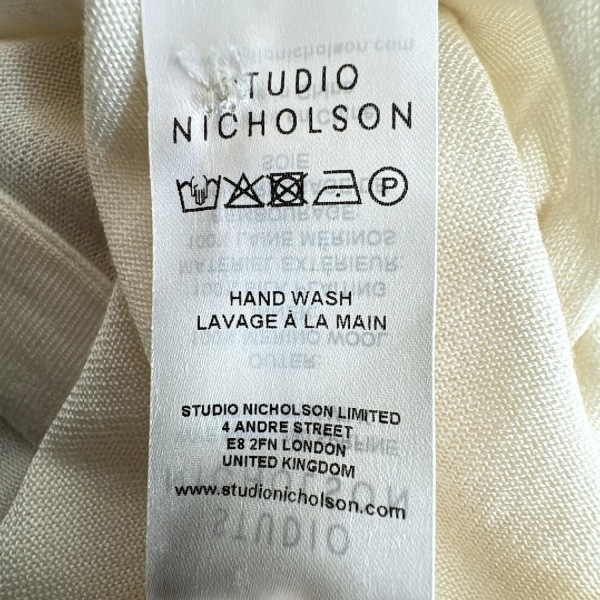 STUDIO
NICHOLSON
P
HAND WASH
LAVAGE À LA MAIN
STUDIO NICHOLSON LIMITED
4 ANDRE STREET
E8 2FN LONDON
UNITED KINGDOM
www.studionicholson.com